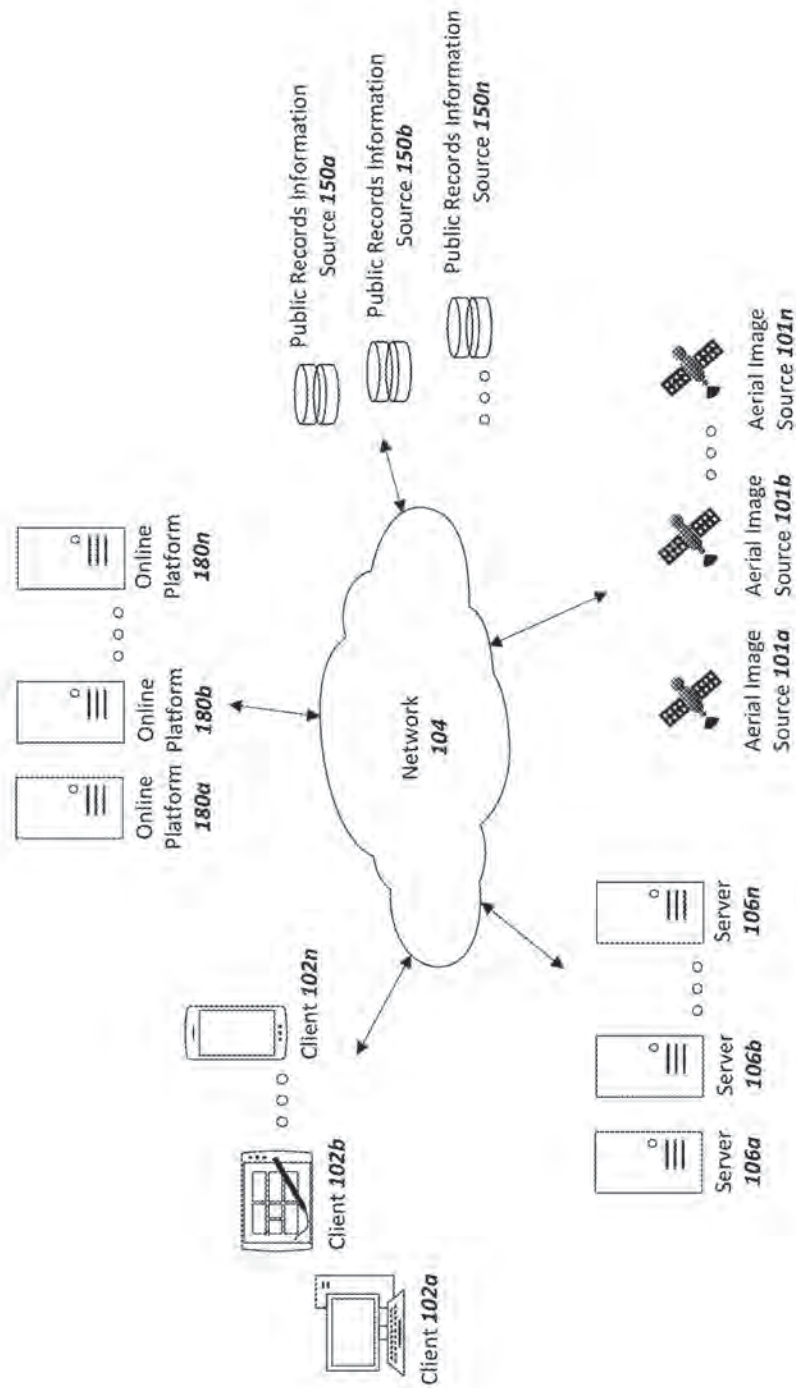 Client 102a
Client 102b
Client 102n
Online
Platform
180a
Online
Platform
180b
Online
Platform
180n
Public Records Information
Source 150a
Public Records Information
Source 150b
Public Records Information
Source 150n
Network
104
Server
106a
Server
106b
Server
106n
Aerial Image
Source 101a
Aerial Image
Source 101b
Aerial Image
Source 101n